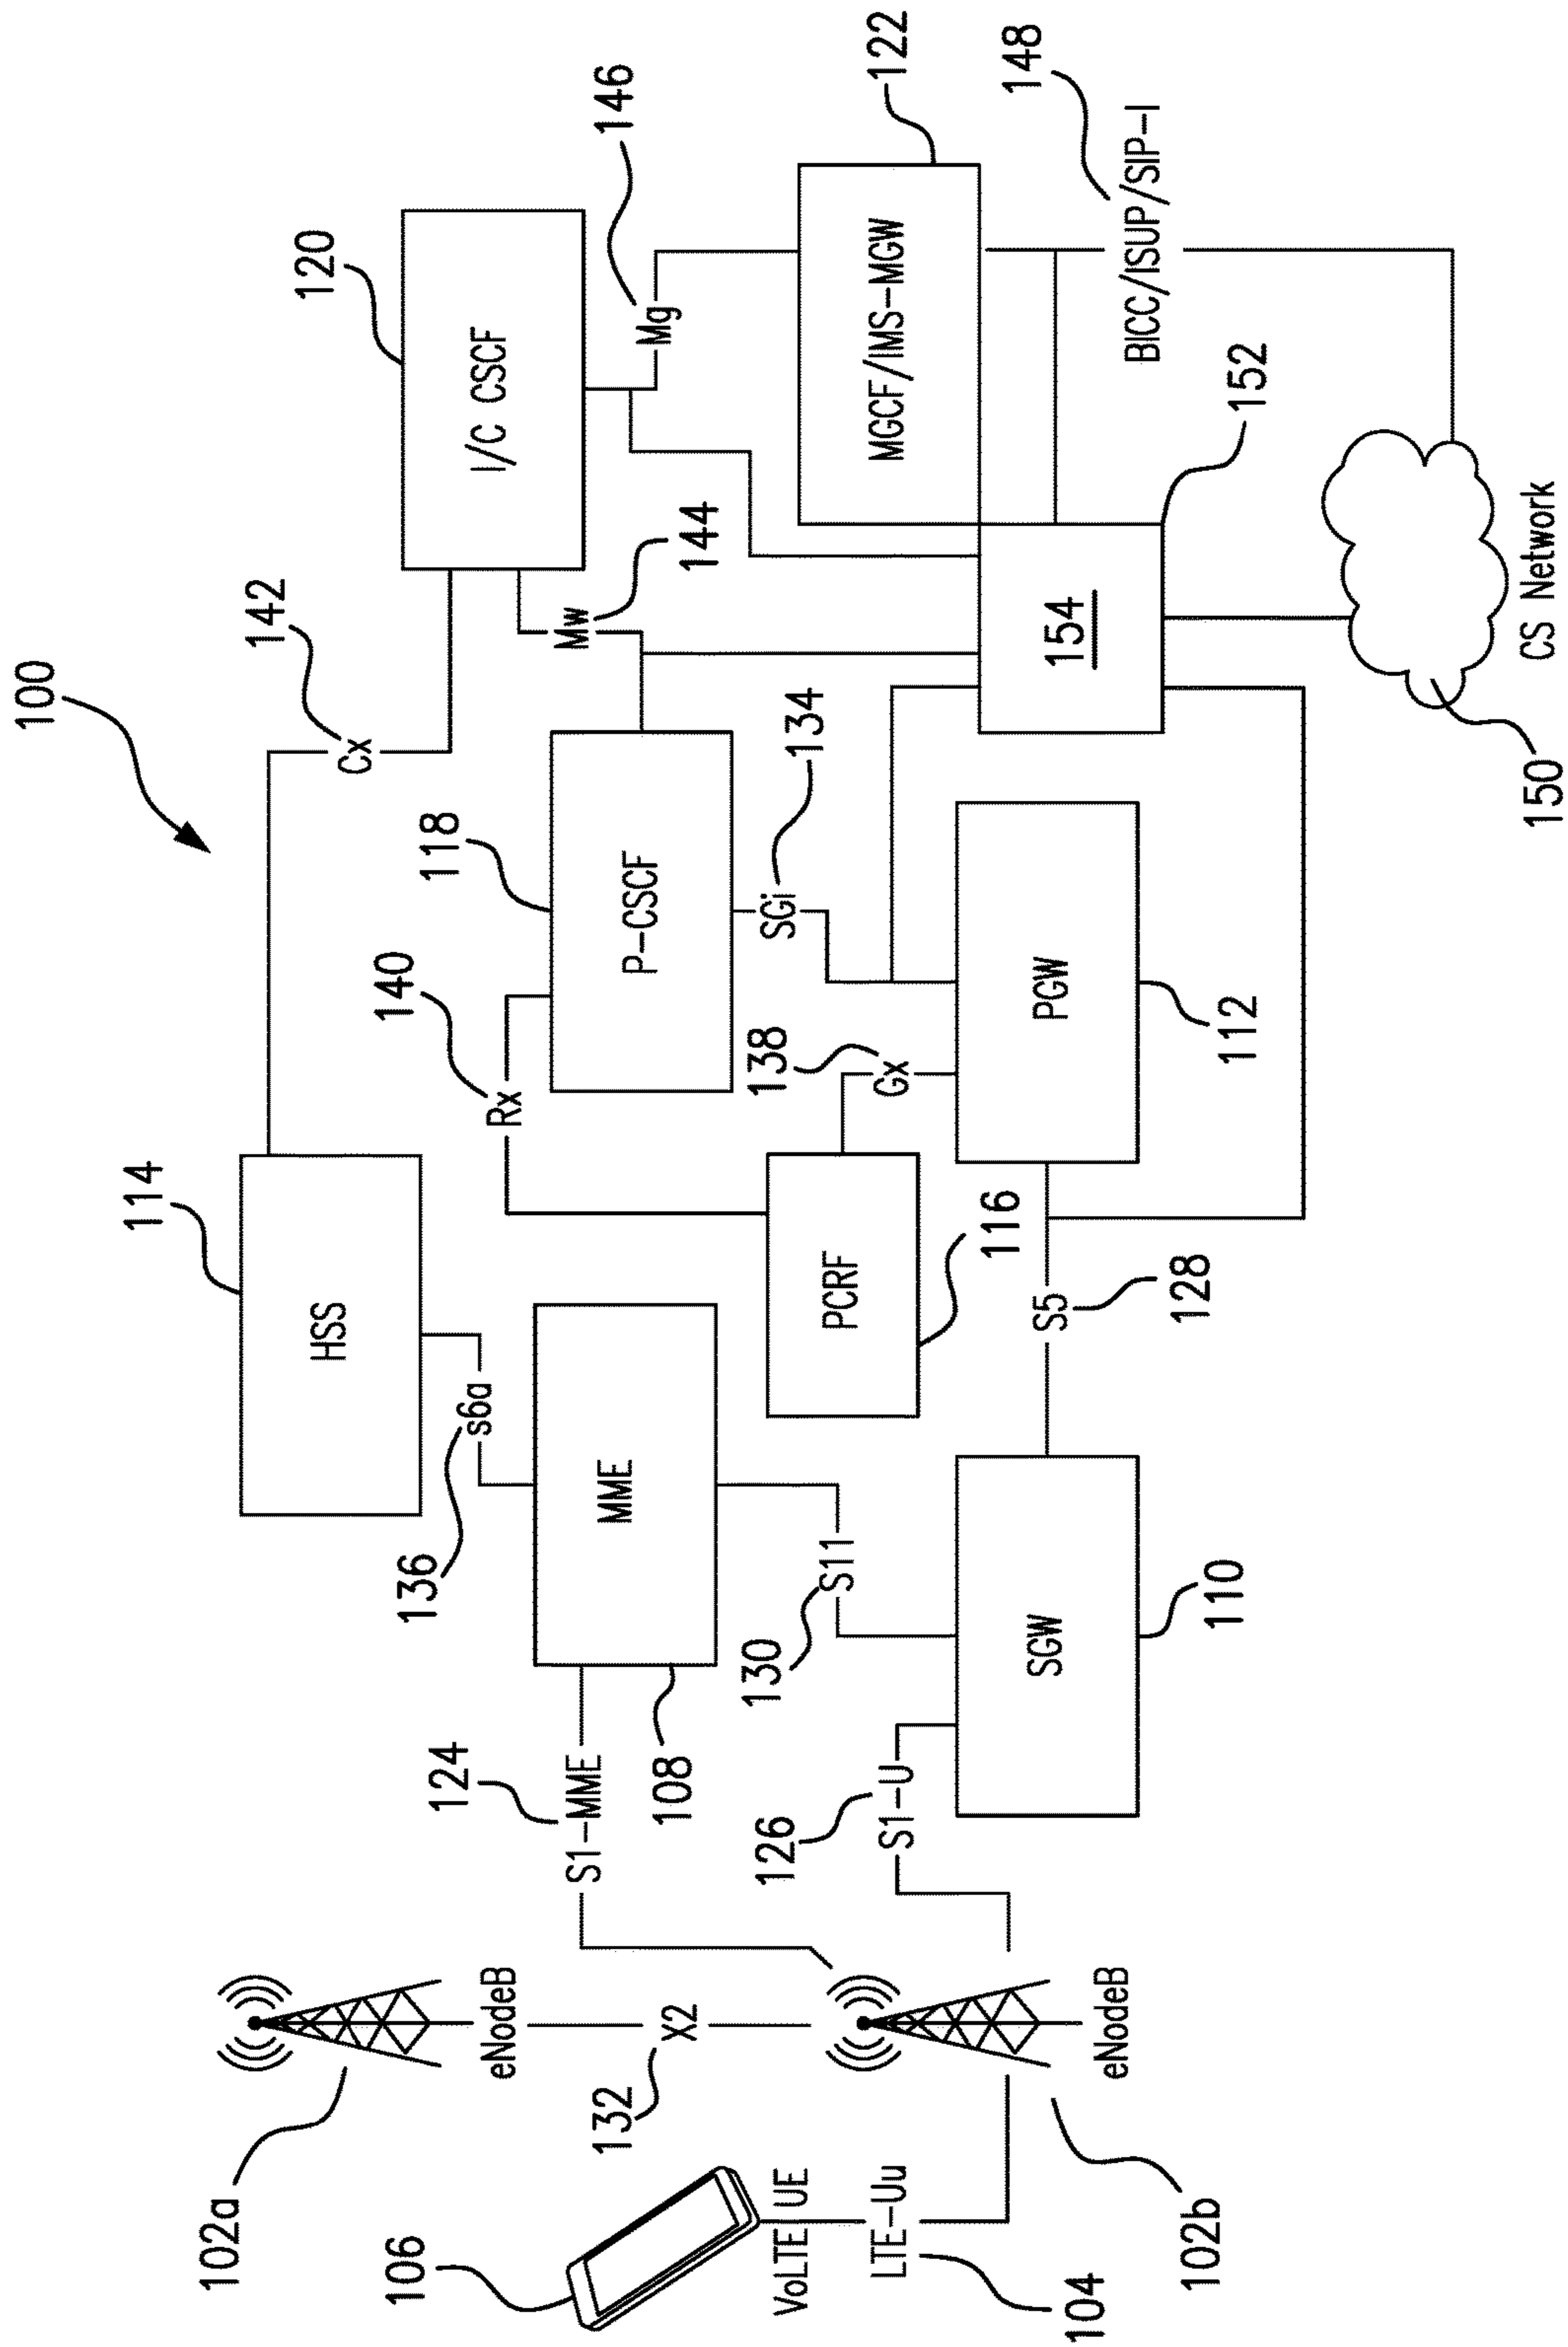 100
102a
eNodeB
132
X2
106
VoLTE UE
LTE-Uu
104
eNodeB
102b
124
S1-MME
126
S1-U
114
HSS
136
s6a
MME
108
130
S11
SGW
110
142
Cx
140
Rx
118
P-CSCF
SGi
134
PCRF
116
138
Gx
PGW
112
S5
128
120
I/C CSCF
Mw
144
Mg
146
MGCF/IMS-MGW
122
154
152
BICC/ISUP/SIP-I
148
CS Network
150